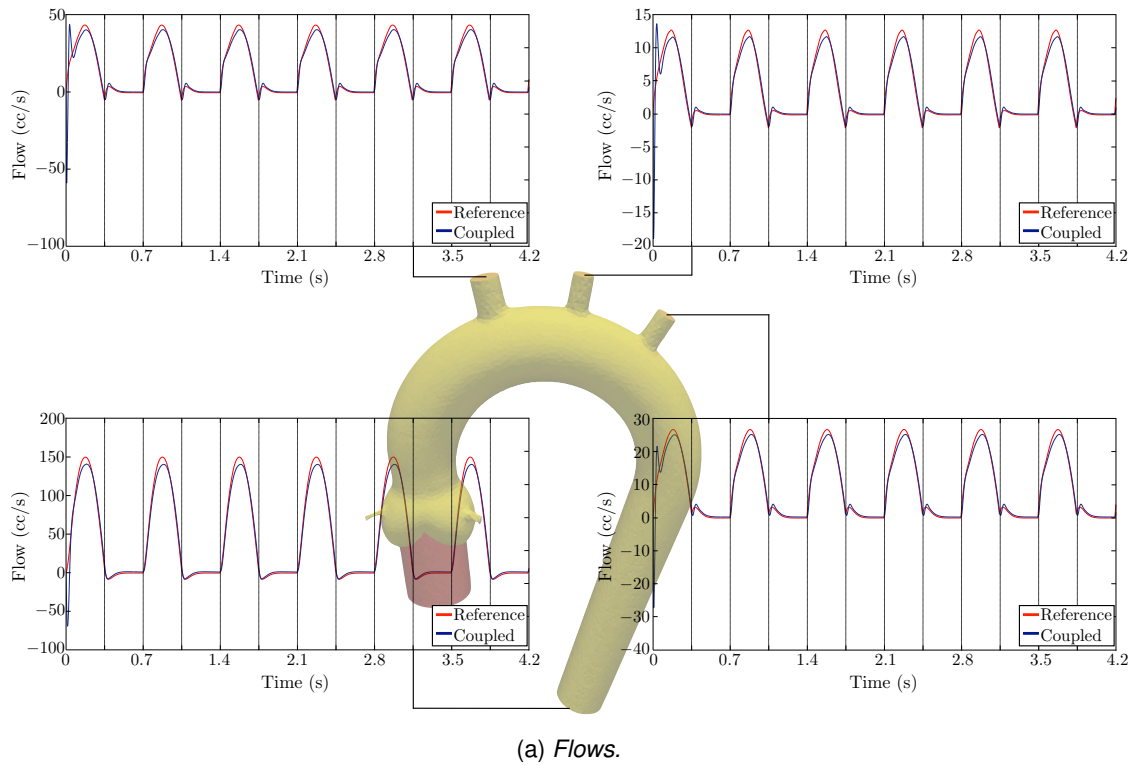 50
0
−50
−100
Flow (cc/s)
0 0.7 1.4 2.1 2.8 3.5 4.2
Time (s)
Reference
Coupled
15
10
5
0
−5
−10
−15
−20
Flow (cc/s)
0 0.7 1.4 2.1 2.8 3.5 4.2
Time (s)
Reference
Coupled
200
150
100
50
0
−50
−100
Flow (cc/s)
0 0.7 1.4 2.1 2.8 3.5 4.2
Time (s)
Reference
Coupled
30
20
10
0
−10
−20
−30
−40
Flow (cc/s)
0 0.7 1.4 2.1 2.8 3.5 4.2
Time (s)
Reference
Coupled
(a) Flows.